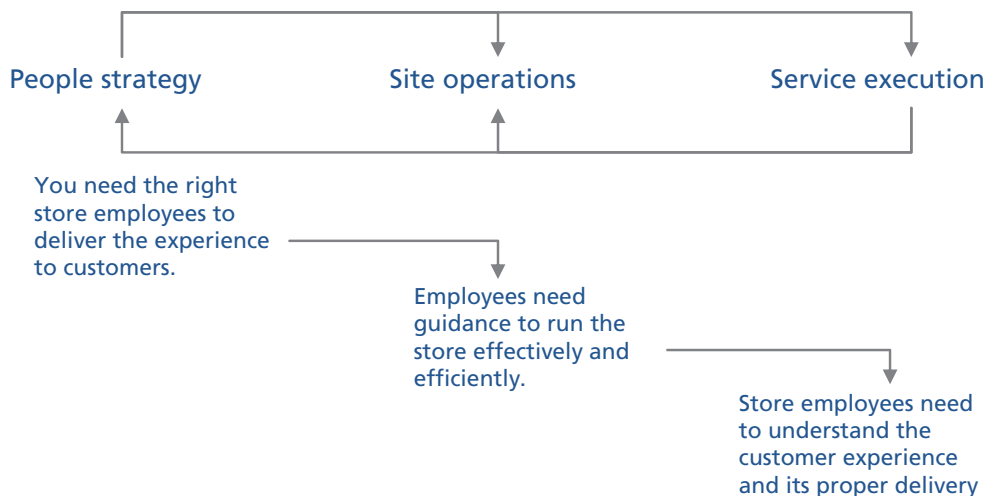 People strategy
Site operations
Service execution
You need the right
store employees to
deliver the experience
to customers.
Employees need
guidance to run the
store effectively and
efficiently.
Store employees need
to understand the
customer experience
and its proper delivery